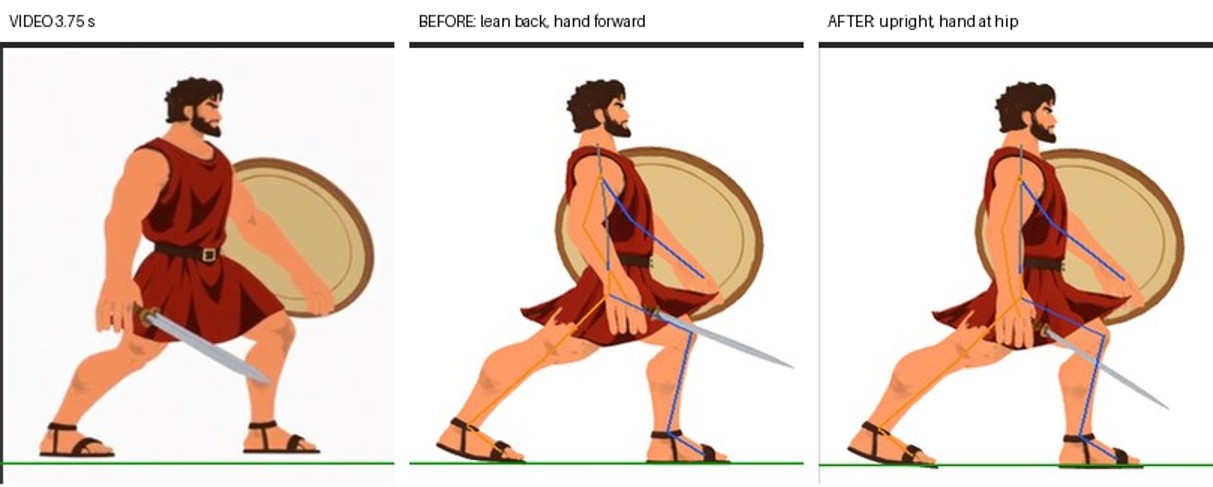 VIDEO 3.75 s
BEFORE: lean back, hand forward
AFTER: upright, hand at hip